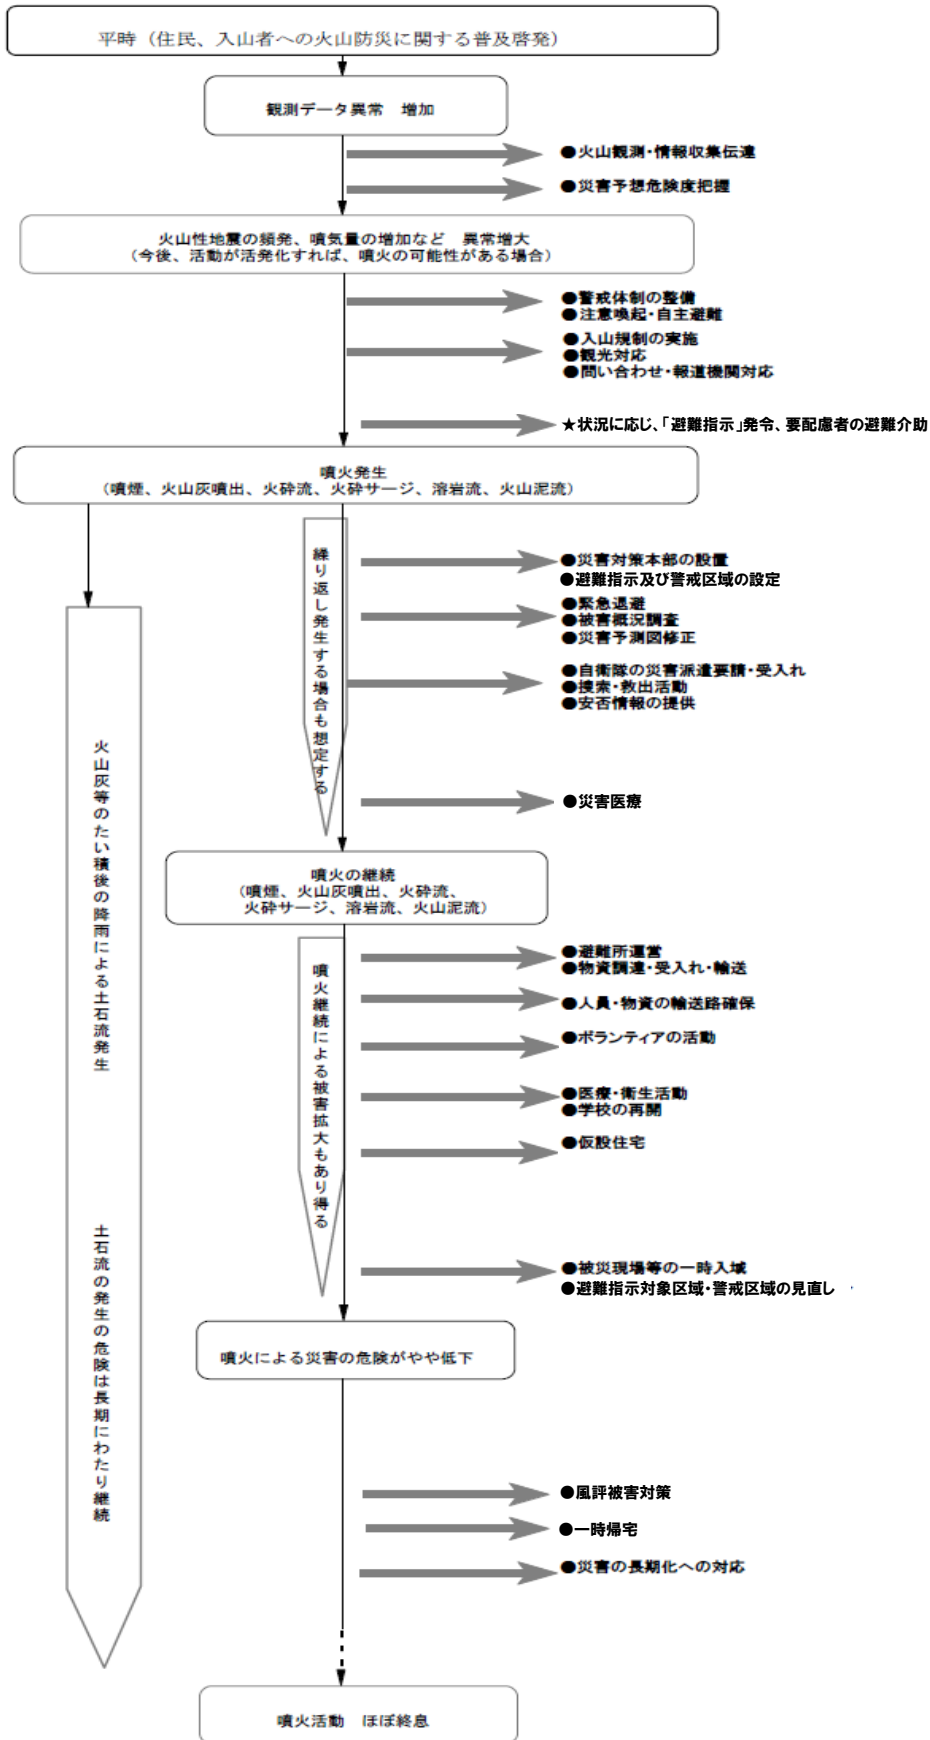 平時（住民、入山者への火山防災に関する普及啓発）
観測データ異常　増加
●火山観測・情報収集伝達
●災害予想危険度把握
火山性地震の頻発、噴気量の増加など　異常増大
（今後、活動が活発化すれば、噴火の可能性がある場合）
●警戒体制の整備
●注意喚起・自主避難
●入山規制の実施
●観光対応
●問い合わせ・報道機関対応
★状況に応じ、「避難指示」発令、要配慮者の避難介助
噴火発生
（噴煙、火山灰噴出、火砕流、火砕サージ、溶岩流、火山泥流）
繰り返し発生する場合も想定する
●災害対策本部の設置
●避難指示及び警戒区域の設定
●緊急退避
●被害概況調査
●災害予測図修正
●自衛隊の災害派遣要請・受入れ
●捜索・救出活動
●安否情報の提供
●災害医療
火山灰等のたい積後の降雨による土石流発生
噴火の継続
（噴煙、火山灰噴出、火砕流、
火砕サージ、溶岩流、火山泥流）
噴火継続による被害拡大もあり得る
●避難所運営
●物資調達・受入れ・輸送
●人員・物資の輸送路確保
●ボランティアの活動
●医療・衛生活動
●学校の再開
●仮設住宅
●被災現場等の一時入域
●避難指示対象区域・警戒区域の見直し
土石流の発生の危険は長期にわたり継続
噴火による災害の危険がやや低下
●風評被害対策
●一時帰宅
●災害の長期化への対応
噴火活動　ほぼ終息